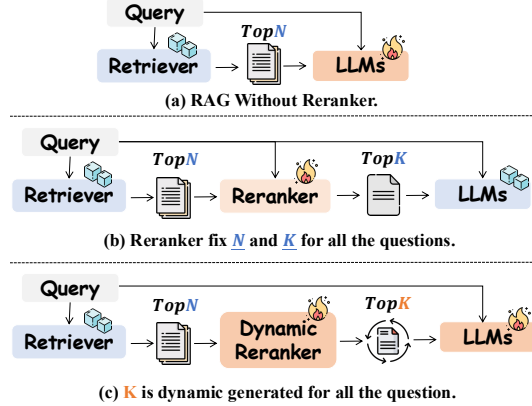 Query
TopN
Retriever
LLMs
(a) RAG Without Reranker.
Query
TopN
TopK
Retriever
Reranker
LLMs
(b) Reranker fix N and K for all the questions.
Query
TopN
TopK
Retriever
Dynamic
Reranker
LLMs
(c) K is dynamic generated for all the question.